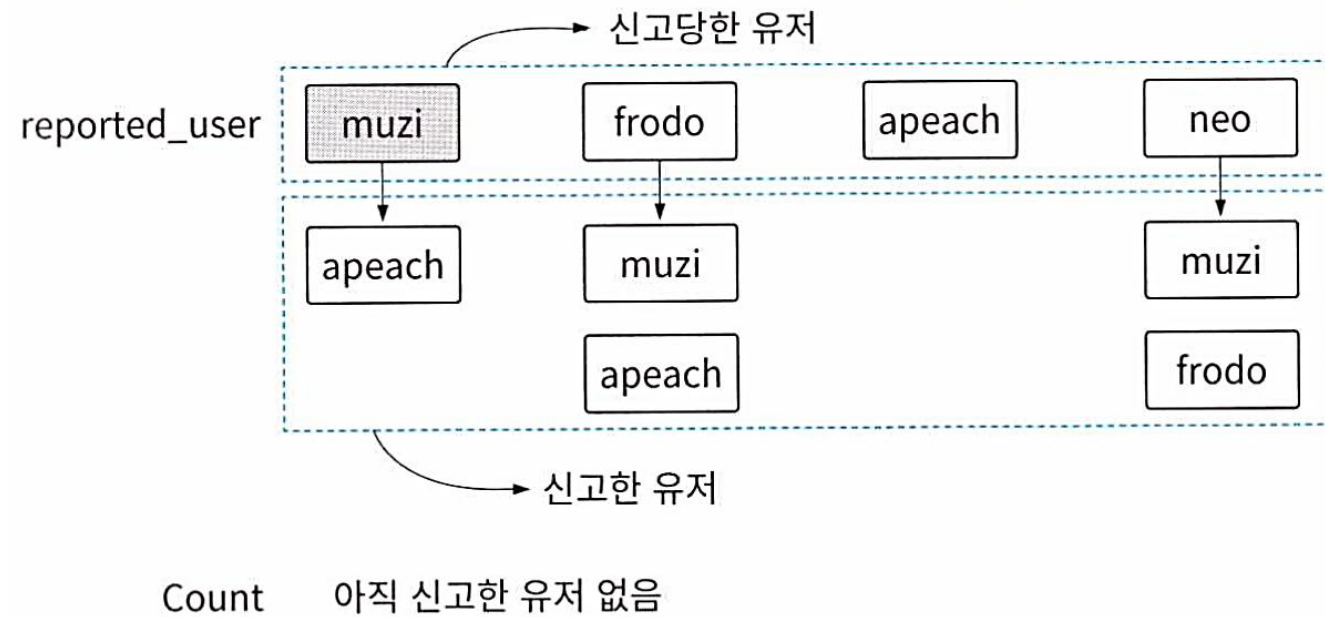 신고당한 유저
reported_user muzi frodo apeach neo
apeach muzi muzi
apeach frodo
신고한 유저
Count 아직 신고한 유저 없음